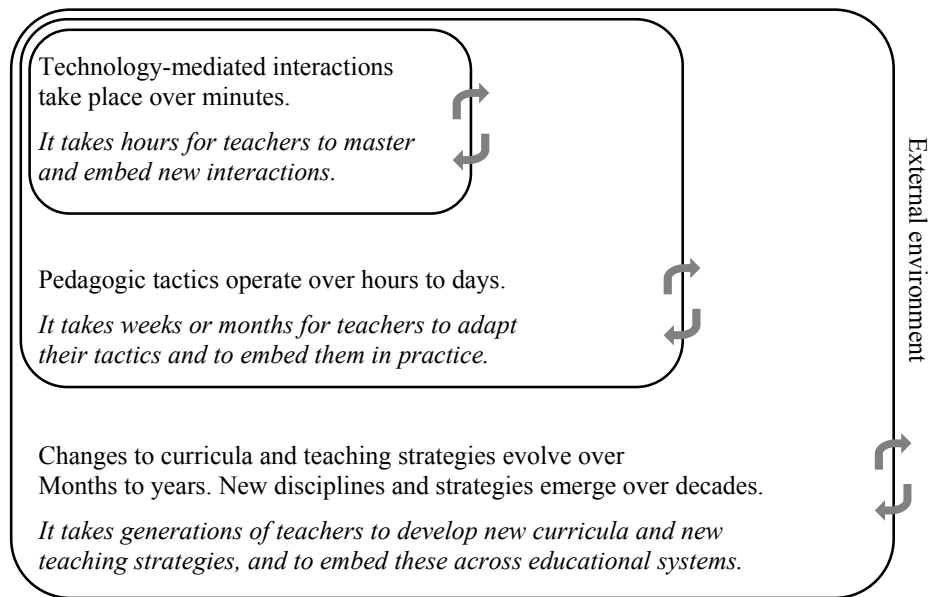 Technology-mediated interactions
take place over minutes.
It takes hours for teachers to master
and embed new interactions.
External environment
Pedagogic tactics operate over hours to days.
It takes weeks or months for teachers to adapt
their tactics and to embed them in practice.
Changes to curricula and teaching strategies evolve over
Months to years. New disciplines and strategies emerge over decades.
It takes generations of teachers to develop new curricula and new
teaching strategies, and to embed these across educational systems.